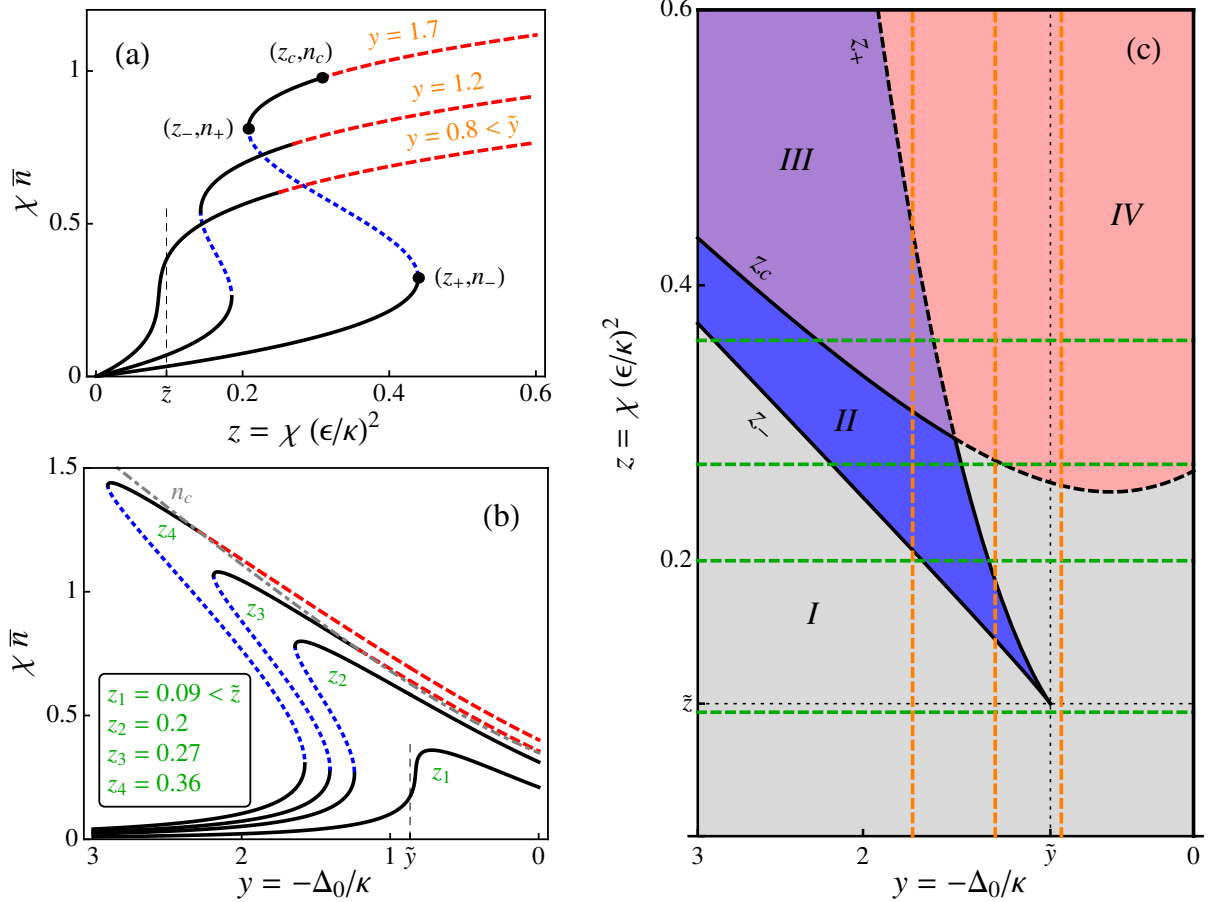 (a)
(z_c,n_c)
y = 1.7
y = 1.2
y = 0.8 < ỹ
(z_−,n_+)
(z_+,n_−)
χ n̅
1
0.5
0
0
z̃
0.2
0.4
0.6
z = χ (ϵ/κ)²
(b)
n_c
z_4
z_3
z_2
z_1
z_1 = 0.09 < z̃
z_2 = 0.2
z_3 = 0.27
z_4 = 0.36
χ n̅
1.5
1
0.5
0
3
2
1
ỹ
0
y = −Δ_0/κ
(c)
z_+
III
IV
z_c
II
z_−
I
z = χ (ϵ/κ)²
0.6
0.4
0.2
z̃
3
2
ỹ
0
y = −Δ_0/κ